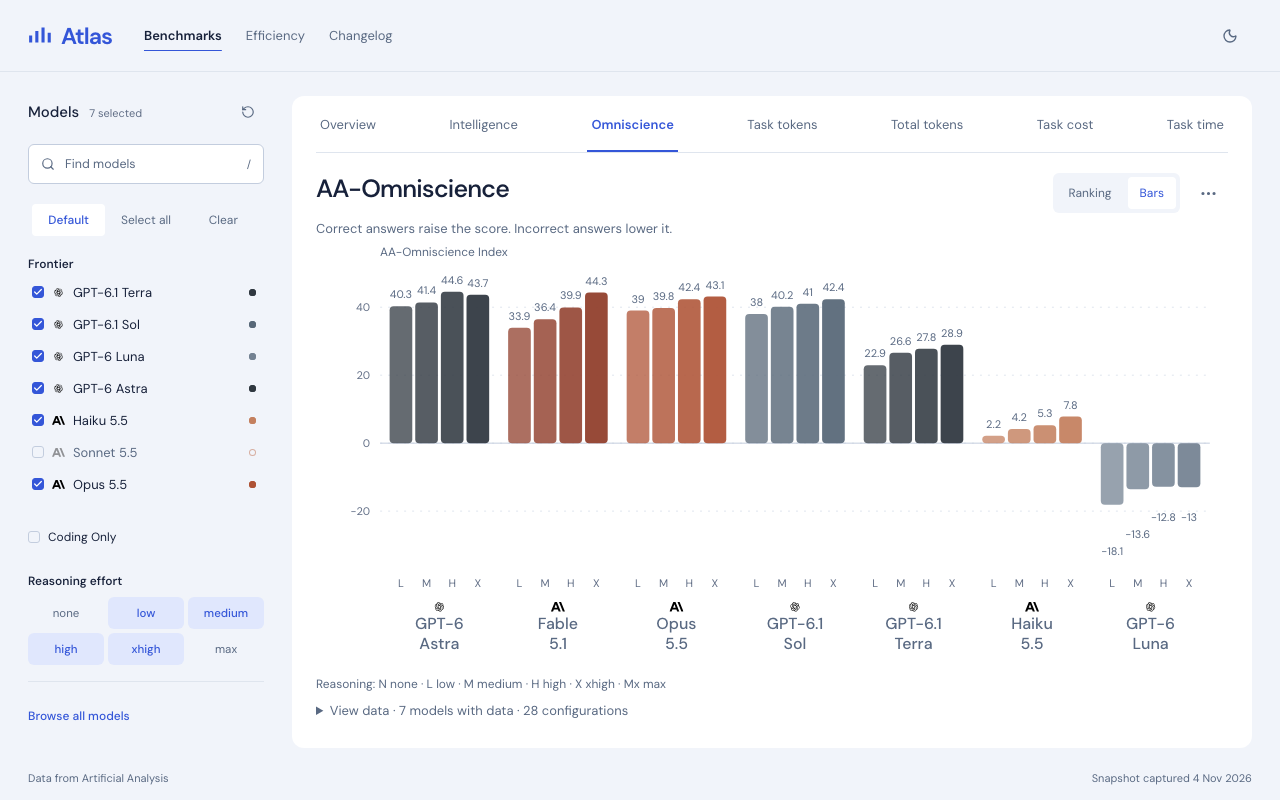 Atlas
Benchmarks
Efficiency
Changelog
Models
7 selected
Find models
/
Default
Select all
Clear
Frontier
GPT-6.1 Terra
GPT-6.1 Sol
GPT-6 Luna
GPT-6 Astra
Haiku 5.5
Sonnet 5.5
Opus 5.5
Coding Only
Reasoning effort
none
low
medium
high
xhigh
max
Browse all models
Overview
Intelligence
Omniscience
Task tokens
Total tokens
Task cost
Task time
AA-Omniscience
Ranking
Bars
Correct answers raise the score. Incorrect answers lower it.
AA-Omniscience Index
40
20
0
−20
40.3 41.4 44.6 43.7
33.9 36.4 39.9 44.3
39 39.8 42.4 43.1
38 40.2 41 42.4
22.9 26.6 27.8 28.9
2.2 4.2 5.3 7.8
−18.1 −13.6 −12.8 −13
L M H X
L M H X
L M H X
L M H X
L M H X
L M H X
L M H X
GPT-6
Astra
Fable
5.1
Opus
5.5
GPT-6.1
Sol
GPT-6.1
Terra
Haiku
5.5
GPT-6
Luna
Reasoning: N none · L low · M medium · H high · X xhigh · Mx max
View data · 7 models with data · 28 configurations
Data from Artificial Analysis
Snapshot captured 4 Nov 2026